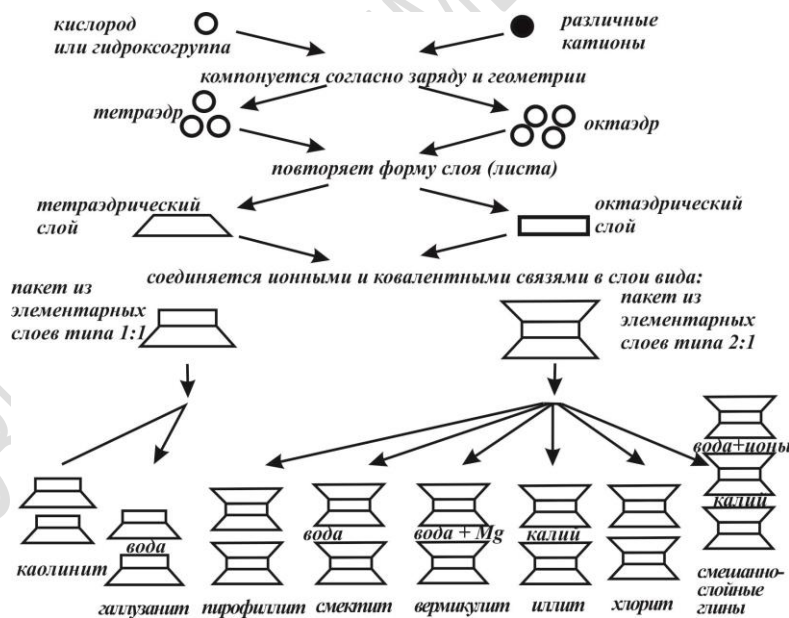 кислород
или гидроксогруппа
различные
катионы
компонуется согласно заряду и геометрии
тетраэдр
октаэдр
повторяет форму слоя (листа)
тетраэдрический
слой
октаэдрический
слой
соединяется ионными и ковалентными связями в слои вида:
пакет из
элементарных
слоев типа 1:1
пакет из
элементарных
слоев типа 2:1
вода+ионы
калий
вода
вода
вода + Mg
калий
каолинит
галлузанит
пирофиллит
смектит
вермикулит
иллит
хлорит
смешанно-
слойные
глины